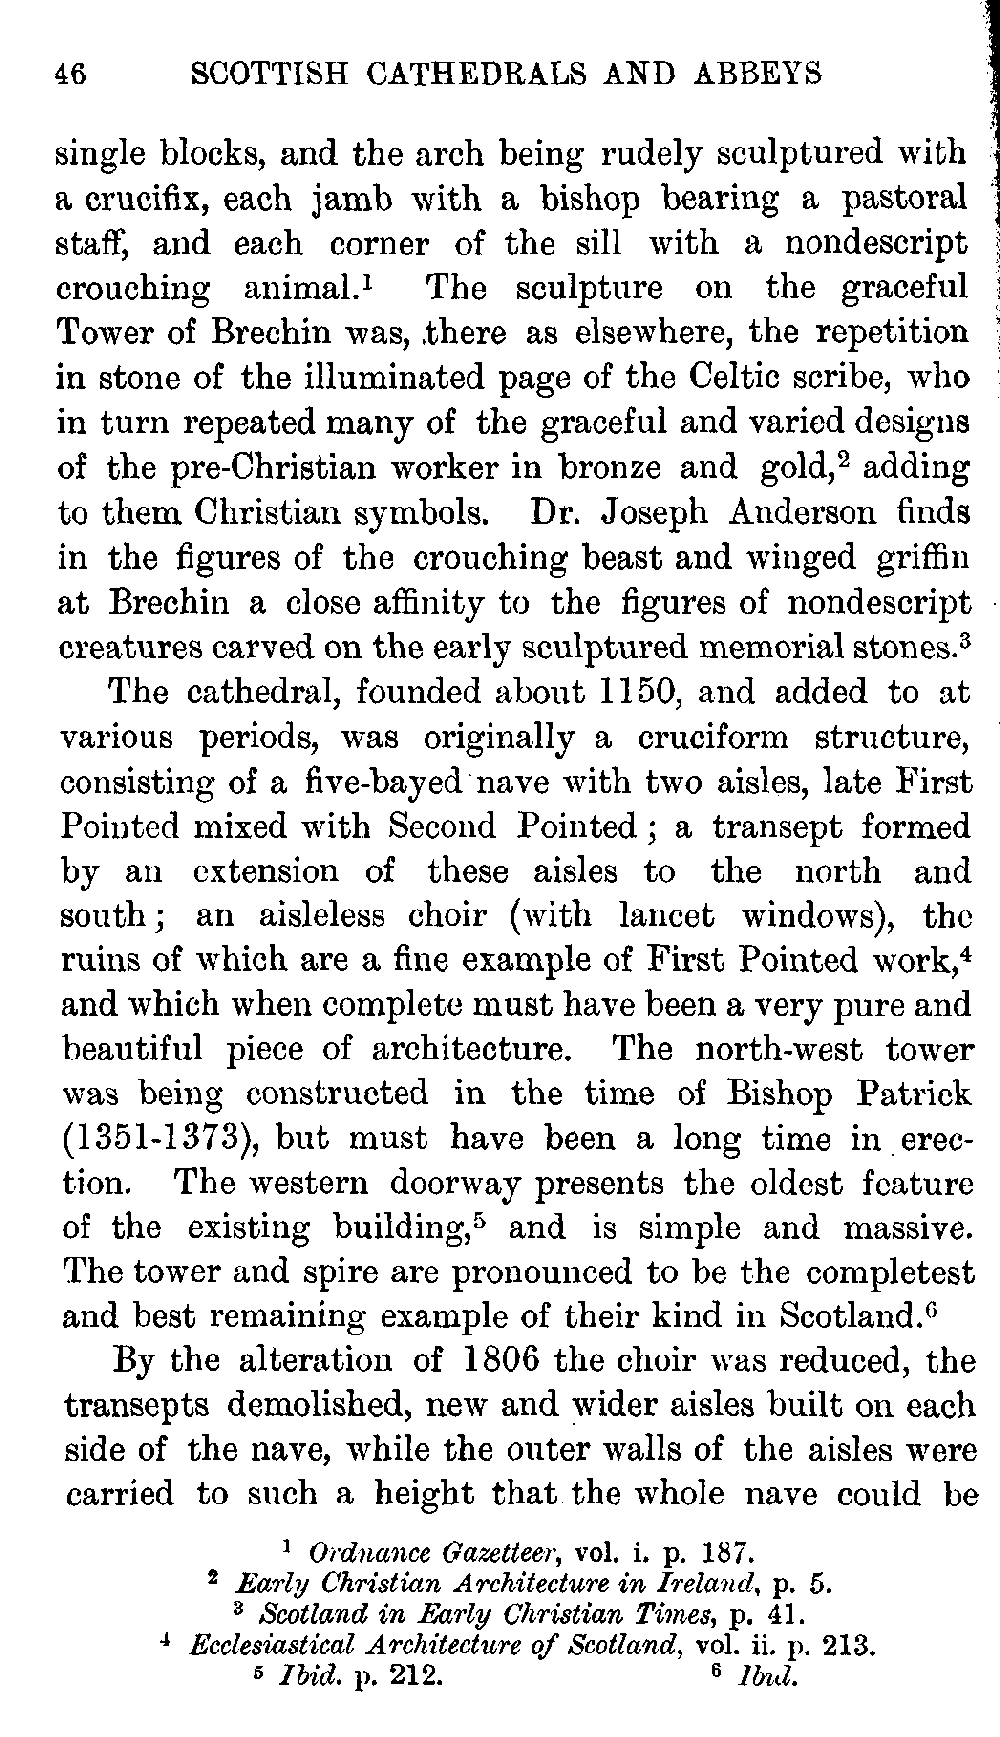 46 SCOTTISH CATHEDRALS AND ABBEYS
single blocks, and the arch being rudely sculptured with
a crucifix, each jamb with a bishop bearing a pastoral
staff, and each corner of the sill with a nondescript
crouching animal.¹ The sculpture on the graceful
Tower of Brechin was, there as elsewhere, the repetition
in stone of the illuminated page of the Celtic scribe, who
in turn repeated many of the graceful and varied designs
of the pre-Christian worker in bronze and gold,² adding
to them Christian symbols. Dr. Joseph Anderson finds
in the figures of the crouching beast and winged griffin
at Brechin a close affinity to the figures of nondescript
creatures carved on the early sculptured memorial stones.³
The cathedral, founded about 1150, and added to at
various periods, was originally a cruciform structure,
consisting of a five-bayed nave with two aisles, late First
Pointed mixed with Second Pointed ; a transept formed
by an extension of these aisles to the north and
south ; an aisleless choir (with lancet windows), the
ruins of which are a fine example of First Pointed work,⁴
and which when complete must have been a very pure and
beautiful piece of architecture. The north-west tower
was being constructed in the time of Bishop Patrick
(1351-1373), but must have been a long time in erec-
tion. The western doorway presents the oldest feature
of the existing building,⁵ and is simple and massive.
The tower and spire are pronounced to be the completest
and best remaining example of their kind in Scotland.⁶
By the alteration of 1806 the choir was reduced, the
transepts demolished, new and wider aisles built on each
side of the nave, while the outer walls of the aisles were
carried to such a height that the whole nave could be
¹ Ordnance Gazetteer, vol. i. p. 187.
² Early Christian Architecture in Ireland, p. 5.
³ Scotland in Early Christian Times, p. 41.
⁴ Ecclesiastical Architecture of Scotland, vol. ii. p. 213.
⁵ Ibid. p. 212. ⁶ Ibid.